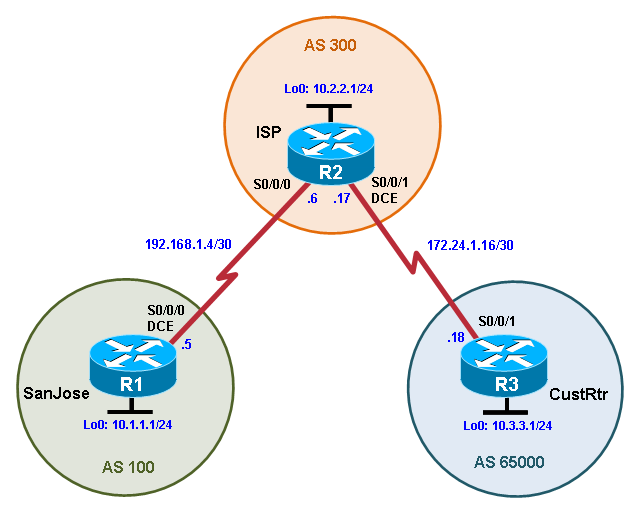 AS 300
Lo0: 10.2.2.1/24
ISP
R2
S0/0/0
S0/0/1
DCE
.6
.17
192.168.1.4/30
172.24.1.16/30
S0/0/0
DCE
.5
S0/0/1
.18
R1
SanJose
Lo0: 10.1.1.1/24
AS 100
R3
CustRtr
Lo0: 10.3.3.1/24
AS 65000